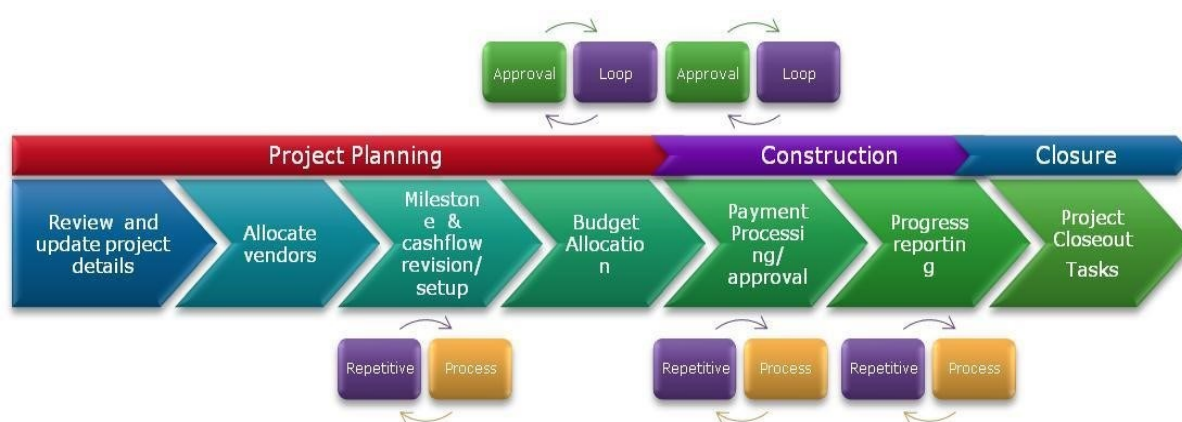 Approval Loop Approval Loop
Project Planning Construction Closure
Review and
update project
details
Allocate
vendors
Mileston
e &
cashflow
revision/
setup
Budget
Allocatio
n
Payment
Processi
ng/
approval
Progress
reportin
g
Project
Closeout
Tasks
Repetitive Process Repetitive Process Repetitive Process